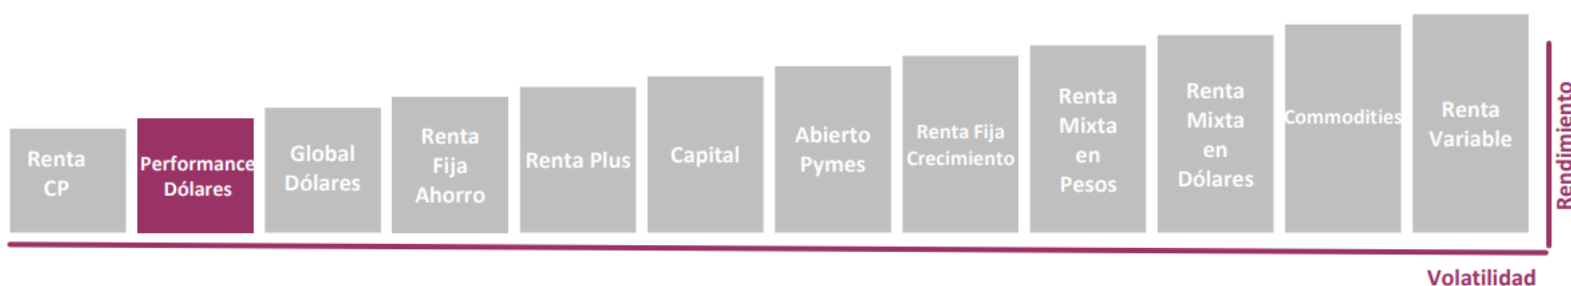 Renta
CP
Performance
Dólares
Global
Dólares
Renta
Fija
Ahorro
Renta Plus
Capital
Abierto
Pymes
Renta Fija
Crecimiento
Renta
Mixta
en
Pesos
Renta
Mixta
en
Dólares
Commodities
Renta
Variable
Rendimiento
Volatilidad